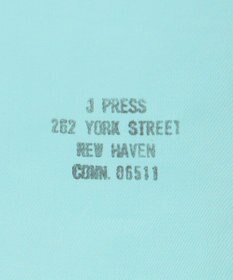 J PRESS
262 YORK STREET
NEW HAVEN
CONN. 06511